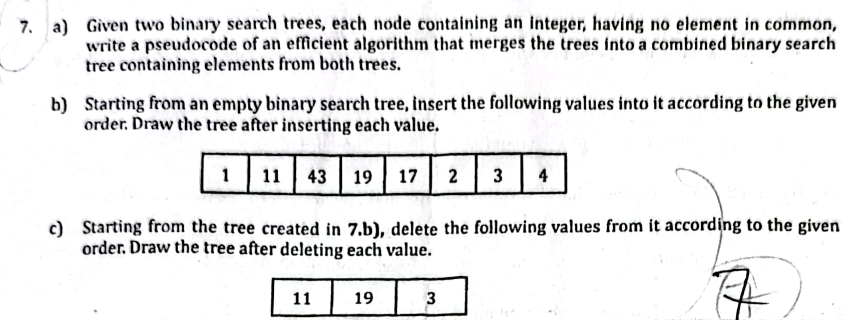 7. a) Given two binary search trees, each node containing an integer, having no element in common,
write a pseudocode of an efficient algorithm that merges the trees into a combined binary search
tree containing elements from both trees.
b) Starting from an empty binary search tree, insert the following values into it according to the given
order. Draw the tree after inserting each value.
1 11 43 19 17 2 3 4
c) Starting from the tree created in 7.b), delete the following values from it according to the given
order. Draw the tree after deleting each value.
11 19 3
7